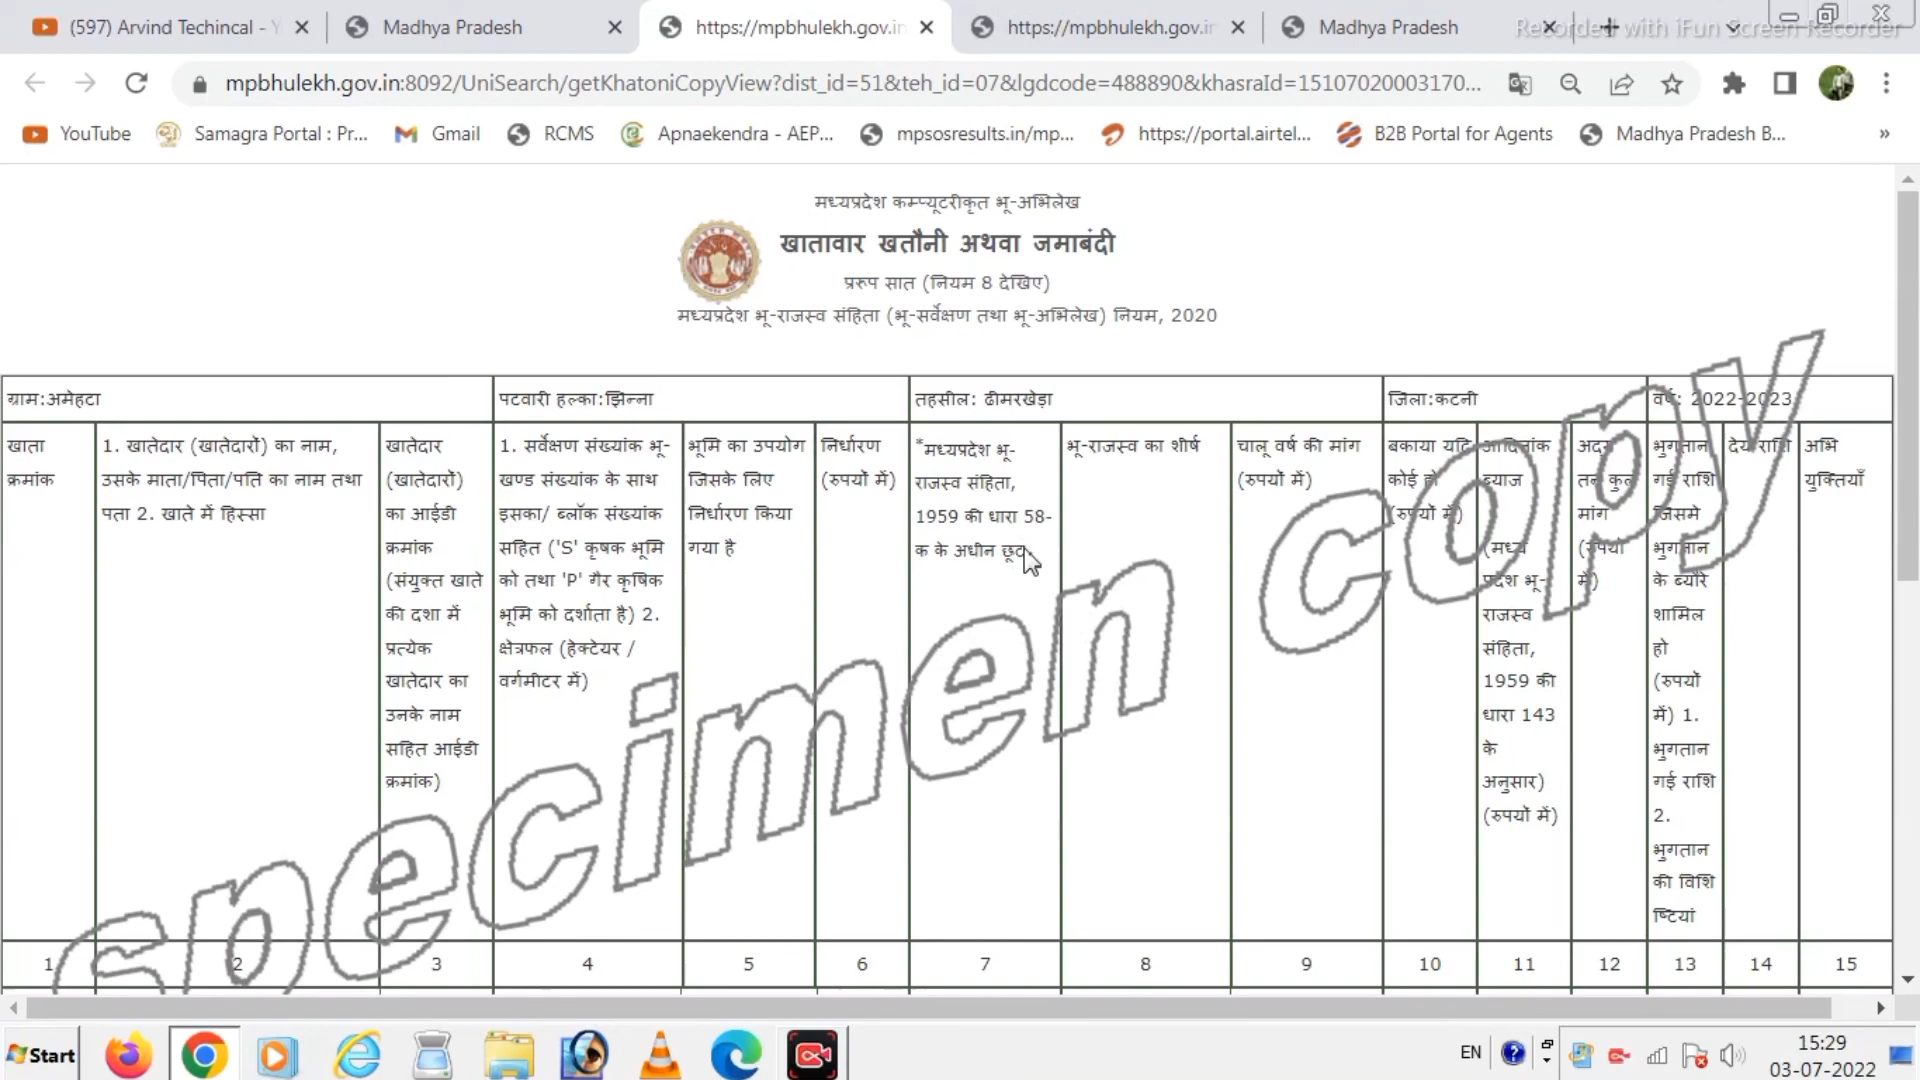 (597) Arvind Techincal - Y
Madhya Pradesh
https://mpbhulekh.gov.in
https://mpbhulekh.gov.in
Madhya Pradesh
Recorded with iFun Screen Recorder
mpbhulekh.gov.in:8092/UniSearch/getKhatoniCopyView?dist_id=51&teh_id=07&lgdcode=488890&khasraId=15107020003170...
YouTube
Samagra Portal : Pr...
Gmail
RCMS
Apnaekendra - AEP...
mpsosresults.in/mp...
https://portal.airtel...
B2B Portal for Agents
Madhya Pradesh B...
»
मध्यप्रदेश कम्प्यूटरीकृत भू-अभिलेख
खातावार खतौनी अथवा जमाबंदी
प्ररूप सात (नियम 8 देखिए)
मध्यप्रदेश भू-राजस्व संहिता (भू-सर्वेक्षण तथा भू-अभिलेख) नियम, 2020
ग्राम:अमेहटा
पटवारी हल्का:झिन्ना
तहसील: ढीमरखेड़ा
जिला:कटनी
वर्ष: 2022-2023
खाता
क्रमांक
1. खातेदार (खातेदारों) का नाम,
उसके माता/पिता/पति का नाम तथा
पता 2. खाते में हिस्सा
खातेदार
(खातेदारों)
का आईडी
क्रमांक
(संयुक्त खाते
की दशा में
प्रत्येक
खातेदार का
उनके नाम
सहित आईडी
क्रमांक)
1. सर्वेक्षण संख्यांक भू-
खण्ड संख्यांक के साथ
इसका/ ब्लॉक संख्यांक
सहित ('S' कृषक भूमि
को तथा 'P' गैर कृषिक
भूमि को दर्शाता है) 2.
क्षेत्रफल (हेक्टेयर /
वर्गमीटर में)
भूमि का उपयोग
जिसके लिए
निर्धारण किया
गया है
निर्धारण
(रुपयों में)
*मध्यप्रदेश भू-
राजस्व संहिता,
1959 की धारा 58-
क के अधीन छूट
भू-राजस्व का शीर्ष
चालू वर्ष की मांग
(रुपयों में)
बकाया यदि
कोई हो
(रुपयों में)
आदिनांक
ब्याज
(मध्य
प्रदेश भू-
राजस्व
संहिता,
1959 की
धारा 143
के
अनुसार)
(रुपयों में)
अद्य
तन कुल
मांग
(रुपयों
में)
भुगतान
गई राशि
जिसमे
भुगतान
के ब्यौरे
शामिल
हो
(रुपयों
में) 1.
भुगतान
गई राशि
2.
भुगतान
की विशि
ष्टियां
देय राशि
अभि
युक्तियाँ
1 2 3 4 5 6 7 8 9 10 11 12 13 14 15
specimen copy
Start
EN
15:29
03-07-2022